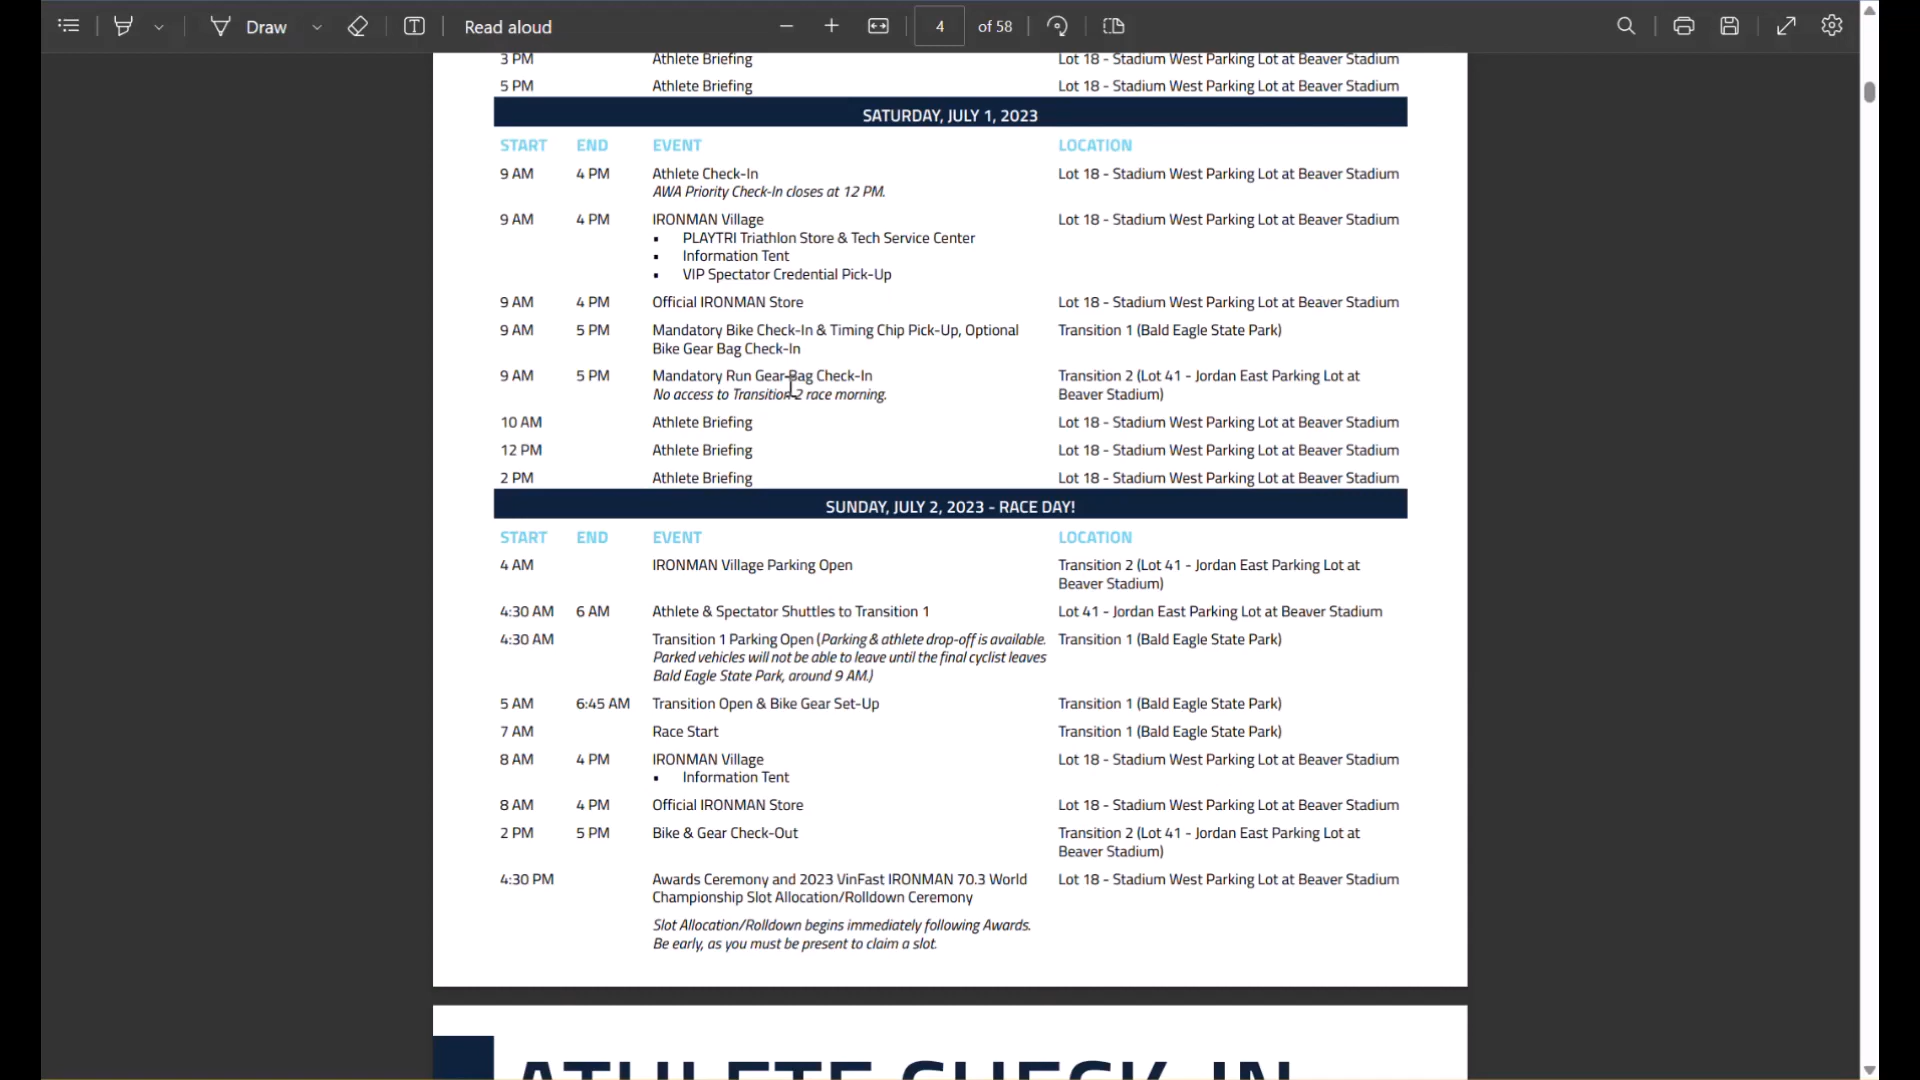 Draw
Read aloud
4 of 58
3 PM Athlete Briefing Lot 18 - Stadium West Parking Lot at Beaver Stadium
5 PM Athlete Briefing Lot 18 - Stadium West Parking Lot at Beaver Stadium
SATURDAY, JULY 1, 2023
START END EVENT LOCATION
9 AM 4 PM Athlete Check-In Lot 18 - Stadium West Parking Lot at Beaver Stadium
AWA Priority Check-In closes at 12 PM.
9 AM 4 PM IRONMAN Village Lot 18 - Stadium West Parking Lot at Beaver Stadium
▪ PLAYTRI Triathlon Store & Tech Service Center
▪ Information Tent
▪ VIP Spectator Credential Pick-Up
9 AM 4 PM Official IRONMAN Store Lot 18 - Stadium West Parking Lot at Beaver Stadium
9 AM 5 PM Mandatory Bike Check-In & Timing Chip Pick-Up, Optional Transition 1 (Bald Eagle State Park)
Bike Gear Bag Check-In
9 AM 5 PM Mandatory Run Gear Bag Check-In Transition 2 (Lot 41 - Jordan East Parking Lot at
No access to Transition 2 race morning. Beaver Stadium)
10 AM Athlete Briefing Lot 18 - Stadium West Parking Lot at Beaver Stadium
12 PM Athlete Briefing Lot 18 - Stadium West Parking Lot at Beaver Stadium
2 PM Athlete Briefing Lot 18 - Stadium West Parking Lot at Beaver Stadium
SUNDAY, JULY 2, 2023 - RACE DAY!
START END EVENT LOCATION
4 AM IRONMAN Village Parking Open Transition 2 (Lot 41 - Jordan East Parking Lot at
Beaver Stadium)
4:30 AM 6 AM Athlete & Spectator Shuttles to Transition 1 Lot 41 - Jordan East Parking Lot at Beaver Stadium
4:30 AM Transition 1 Parking Open (Parking & athlete drop-off is available. Transition 1 (Bald Eagle State Park)
Parked vehicles will not be able to leave until the final cyclist leaves
Bald Eagle State Park, around 9 AM.)
5 AM 6:45 AM Transition Open & Bike Gear Set-Up Transition 1 (Bald Eagle State Park)
7 AM Race Start Transition 1 (Bald Eagle State Park)
8 AM 4 PM IRONMAN Village Lot 18 - Stadium West Parking Lot at Beaver Stadium
▪ Information Tent
8 AM 4 PM Official IRONMAN Store Lot 18 - Stadium West Parking Lot at Beaver Stadium
2 PM 5 PM Bike & Gear Check-Out Transition 2 (Lot 41 - Jordan East Parking Lot at
Beaver Stadium)
4:30 PM Awards Ceremony and 2023 VinFast IRONMAN 70.3 World Lot 18 - Stadium West Parking Lot at Beaver Stadium
Championship Slot Allocation/Rolldown Ceremony
Slot Allocation/Rolldown begins immediately following Awards.
Be early, as you must be present to claim a slot.
ATHLETE CHECK-IN